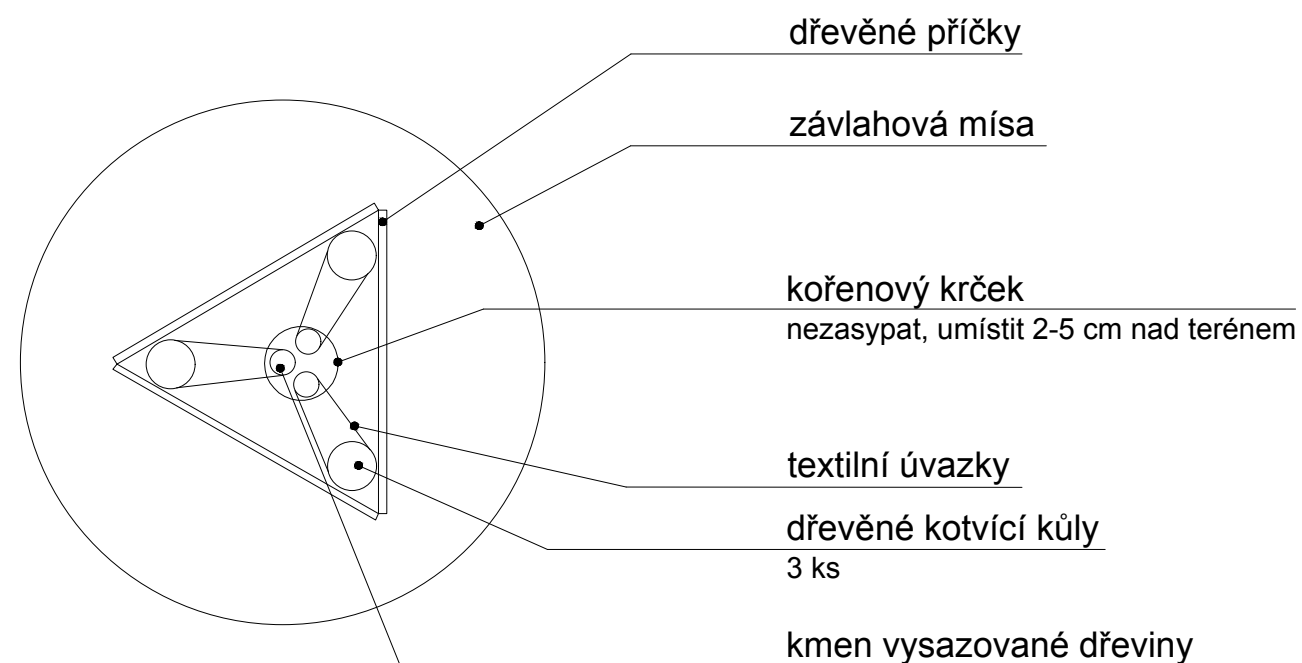 dřevěné příčky
závlahová mísa
kořenový krček
nezasypat, umístit 2-5 cm nad terénem
textilní úvazky
dřevěné kotvící kůly
3 ks
kmen vysazované dřeviny